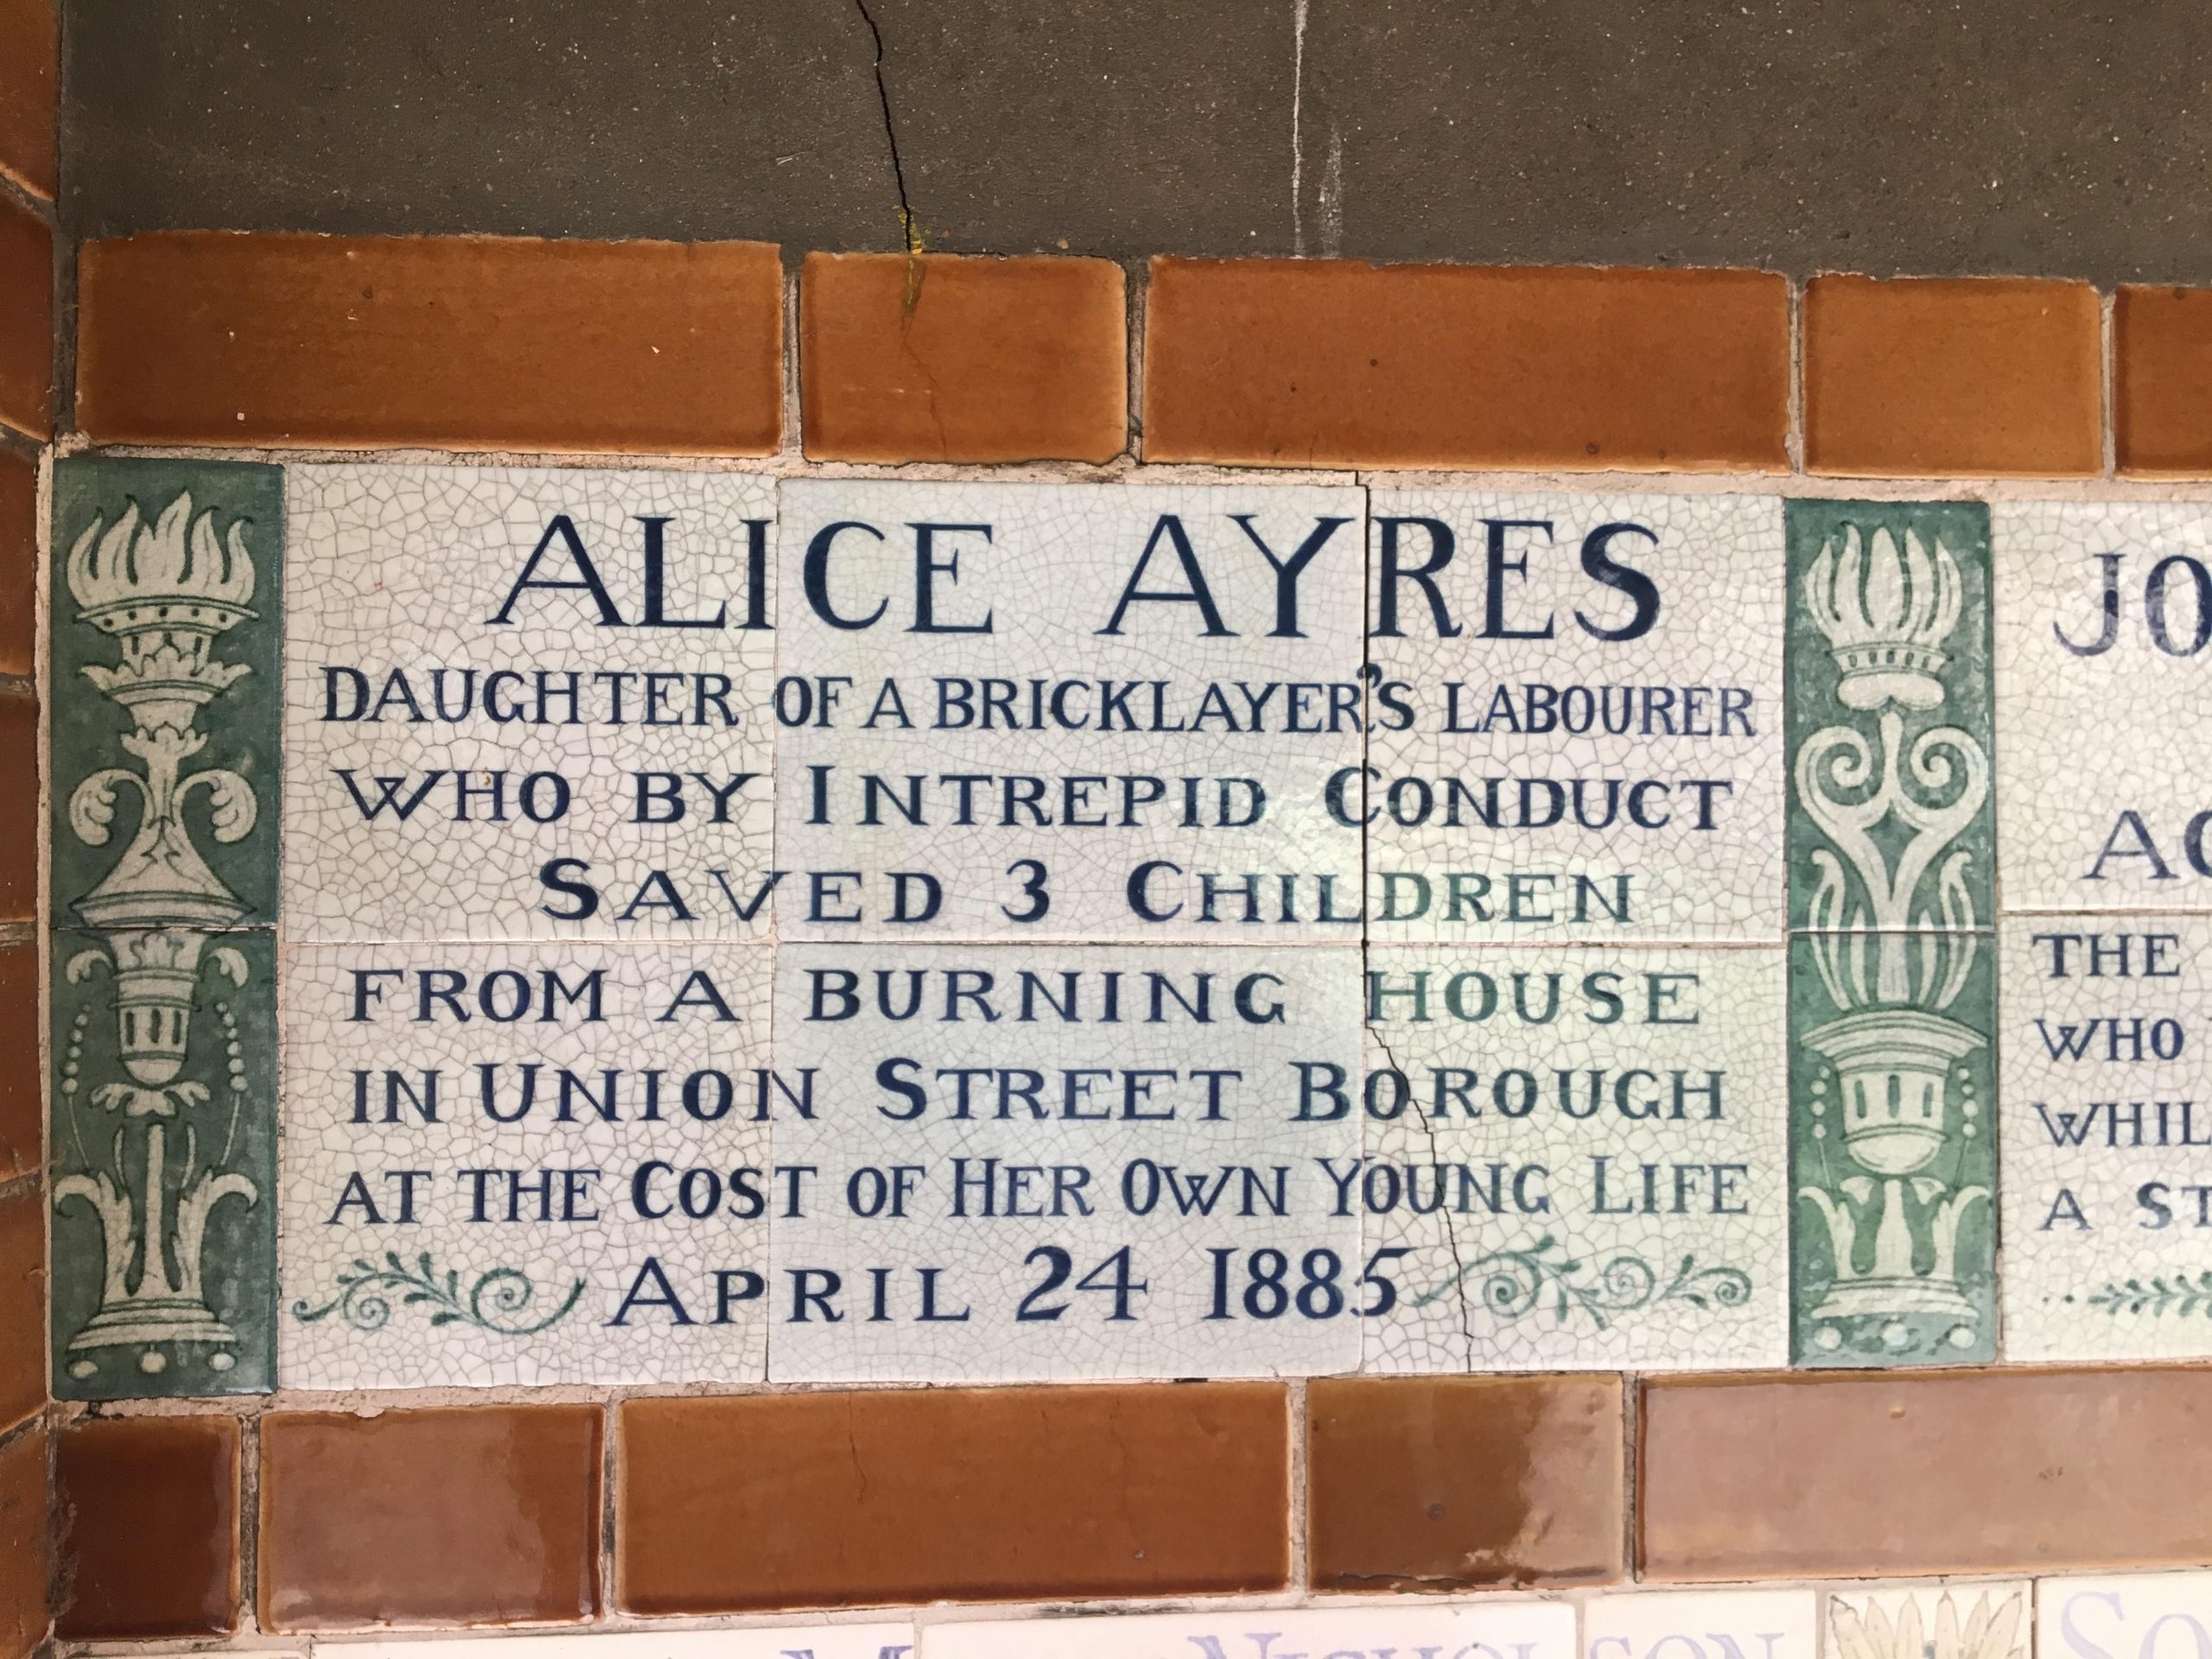 ALICE AYRES
DAUGHTER OF A BRICKLAYER'S LABOURER
WHO BY INTREPID CONDUCT
SAVED 3 CHILDREN
FROM A BURNING HOUSE
IN UNION STREET BOROUGH
AT THE COST OF HER OWN YOUNG LIFE
APRIL 24 1885
THE
WHO
A
NICHOLSON